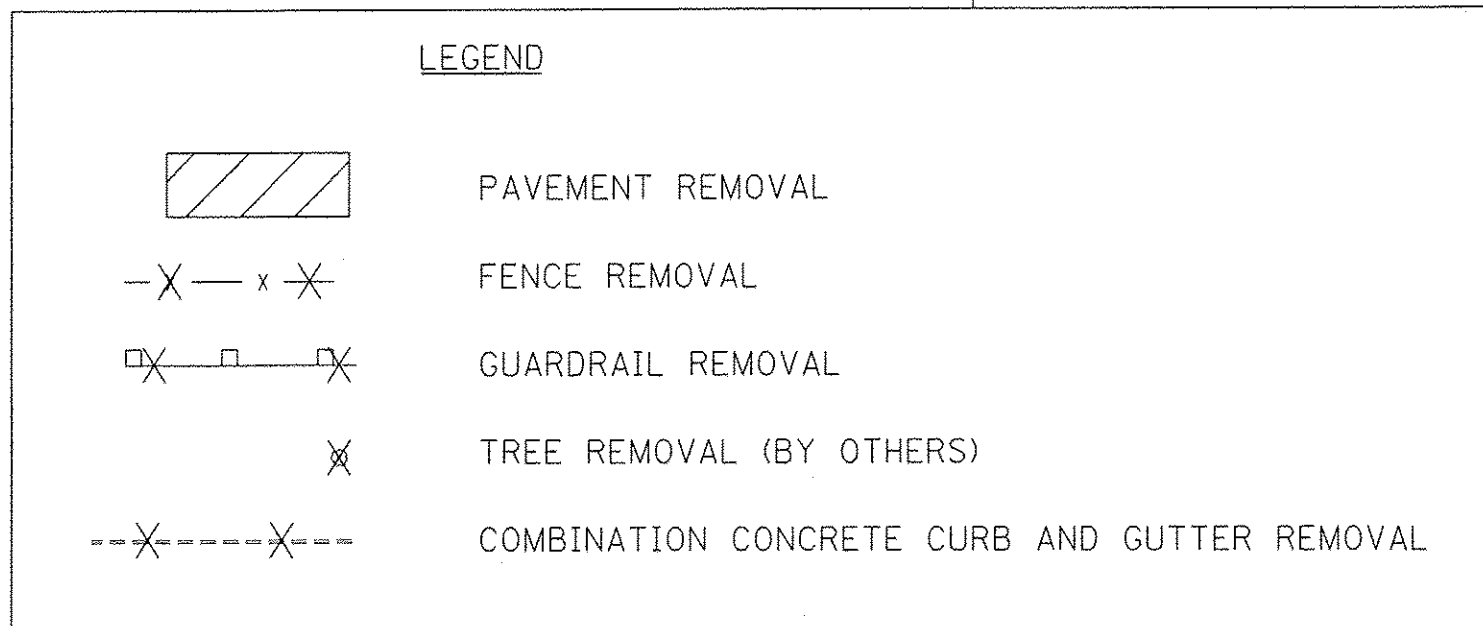 LEGEND
PAVEMENT REMOVAL
FENCE REMOVAL
GUARDRAIL REMOVAL
TREE REMOVAL (BY OTHERS)
COMBINATION CONCRETE CURB AND GUTTER REMOVAL